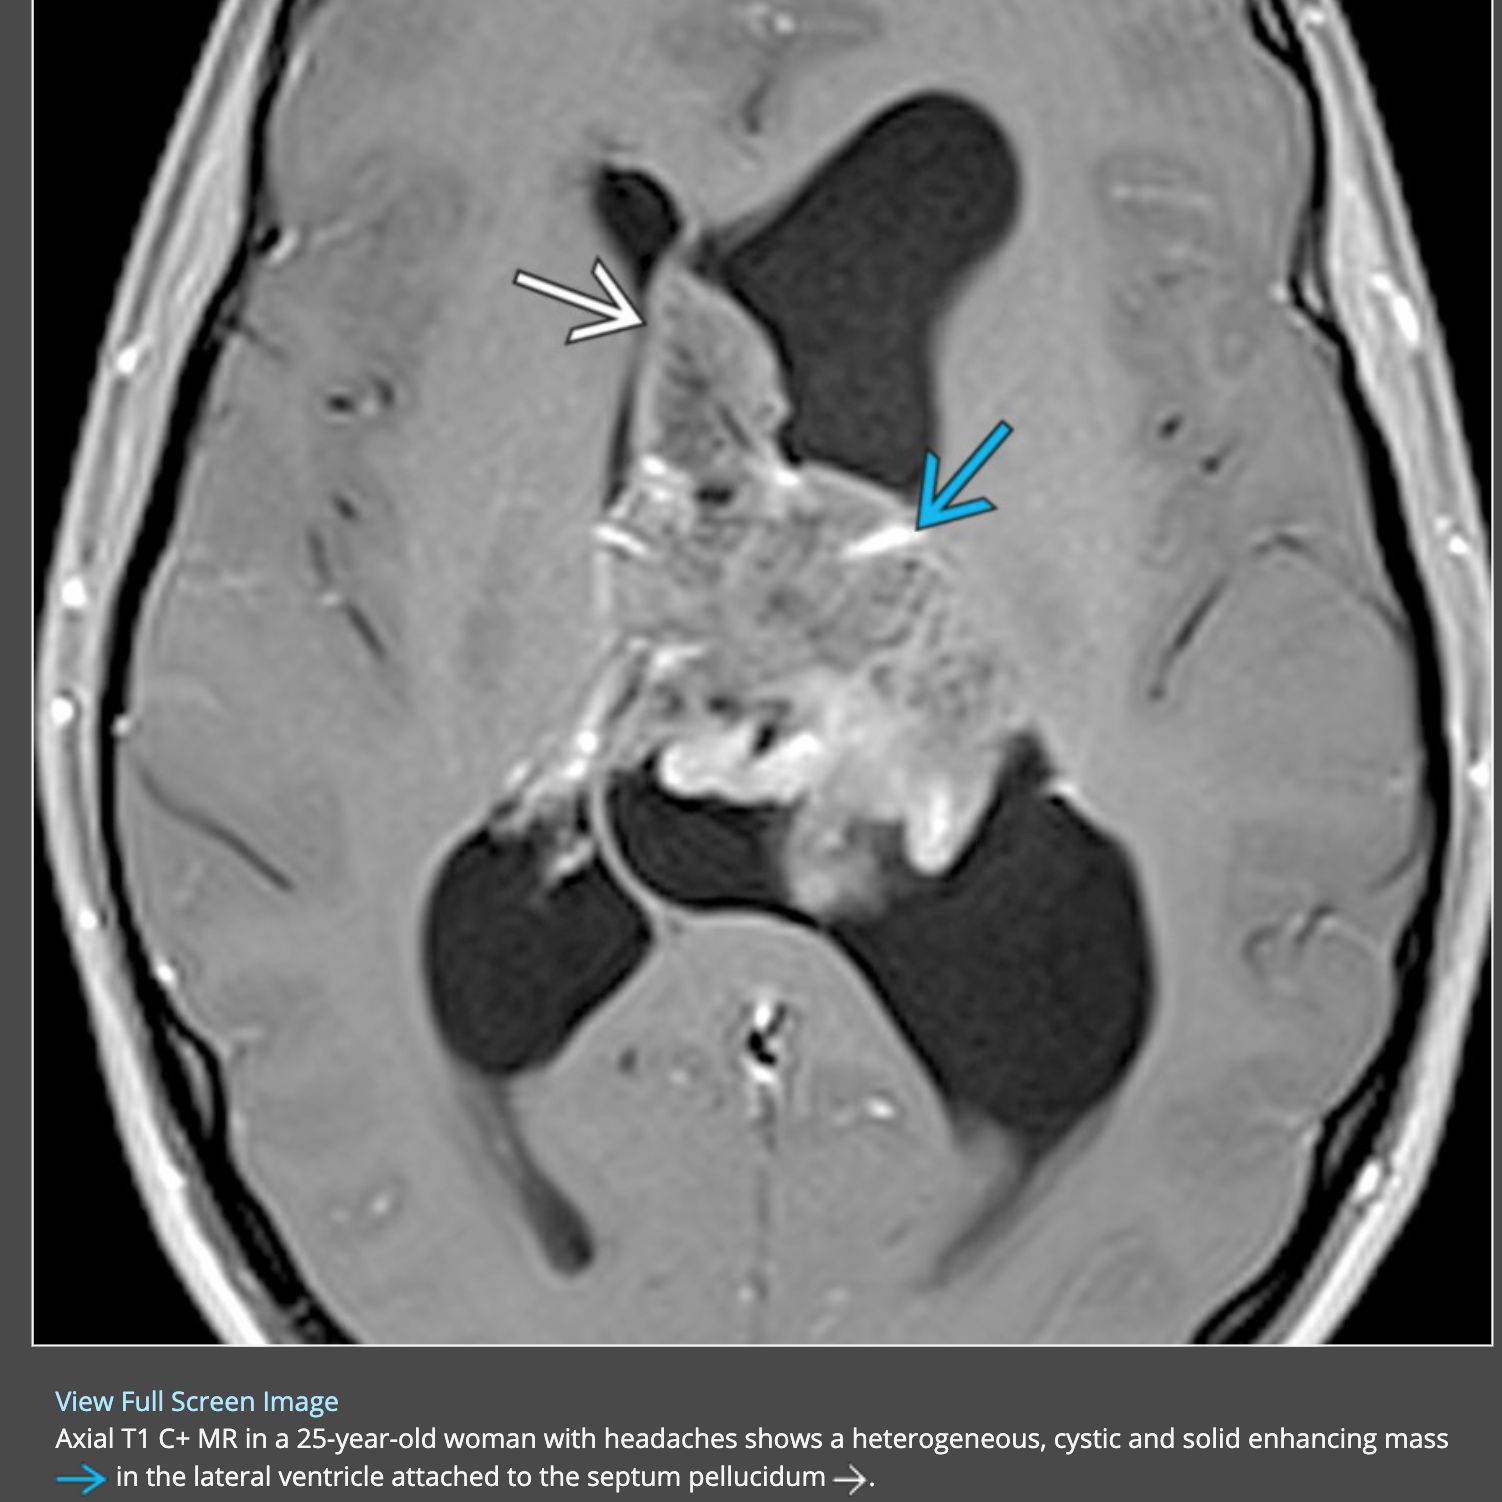 View Full Screen Image
Axial T1 C+ MR in a 25-year-old woman with headaches shows a heterogeneous, cystic and solid enhancing mass
in the lateral ventricle attached to the septum pellucidum.